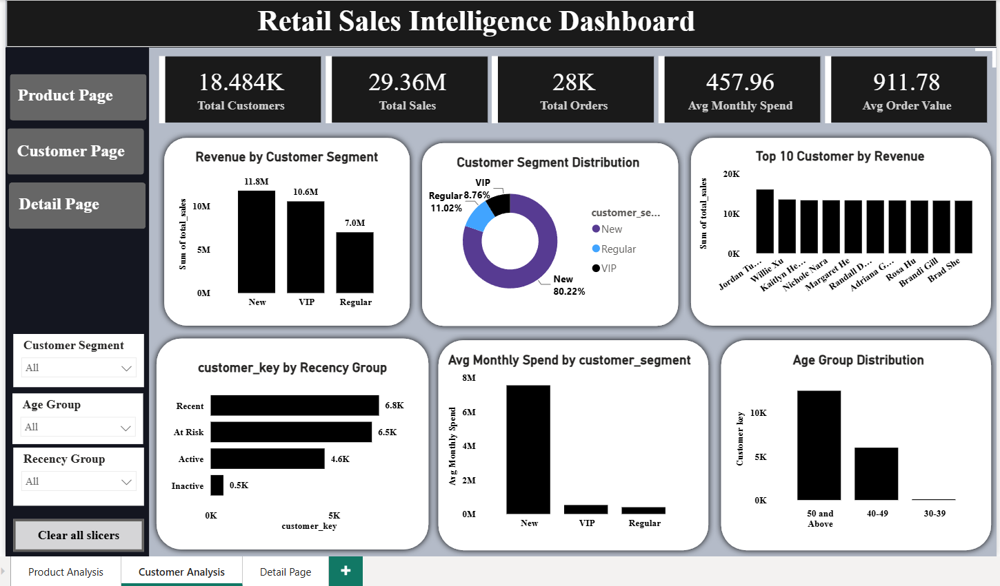 Retail Sales Intelligence Dashboard
Product Page
Customer Page
Detail Page
18.484K
Total Customers
29.36M
Total Sales
28K
Total Orders
457.96
Avg Monthly Spend
911.78
Avg Order Value
Revenue by Customer Segment
Sum of total_sales
10M
5M
0M
11.8M
10.6M
7.0M
New
VIP
Regular
Customer Segment Distribution
VIP
8.76%
Regular
11.02%
New
80.22%
customer_se...
New
Regular
VIP
Top 10 Customer by Revenue
Sum of total_sales
20K
10K
0K
Jordan Tu...
Willie Xu
Kaitlyn He...
Nichole Nara
Margaret He
Randall D...
Adriana G...
Rosa Hu
Brandi Gill
Brad She
Customer Segment
All
Age Group
All
Recency Group
All
Clear all slicers
customer_key by Recency Group
Recent
6.8K
At Risk
6.5K
Active
4.6K
Inactive
0.5K
0K
5K
customer_key
Avg Monthly Spend by customer_segment
Avg Monthly Spend
8M
6M
4M
2M
0M
New
VIP
Regular
Age Group Distribution
Customer key
10K
5K
0K
50 and
Above
40-49
30-39
Product Analysis
Customer Analysis
Detail Page
+